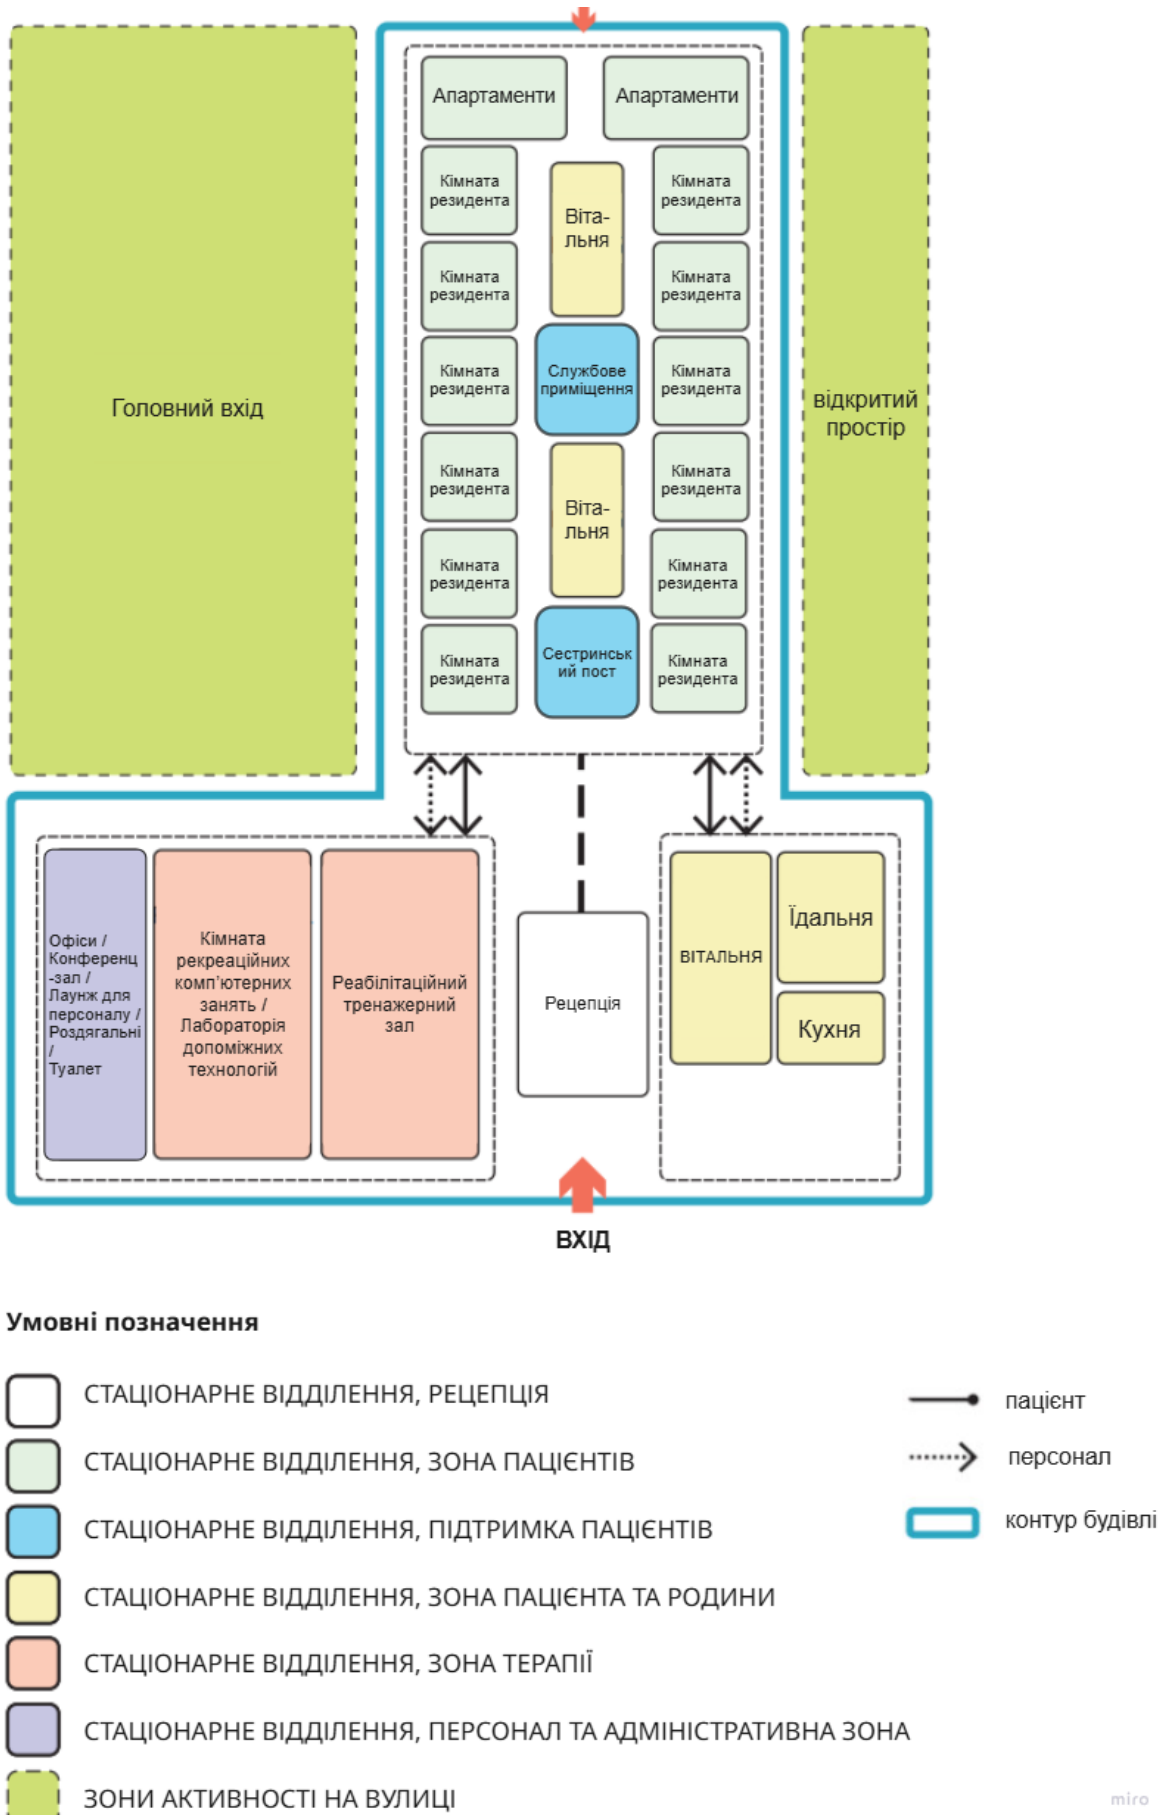 Апартаменти
Апартаменти
Кімната
резидента
Віта-
льня
Кімната
резидента
Кімната
резидента
Кімната
резидента
Кімната
резидента
Службове
приміщення
Кімната
резидента
Головний вхід
відкритий
простір
Кімната
резидента
Віта-
льня
Кімната
резидента
Кімната
резидента
Кімната
резидента
Кімната
резидента
Сестринськ
ий пост
Кімната
резидента
Офіси /
Конференц
-зал /
Лаунж для
персоналу /
Роздягальні
/
Туалет
Кімната
рекреаційних
комп’ютерних
занять /
Лабораторія
допоміжних
технологій
Реабілітаційний
тренажерний
зал
Рецепція
ВІТАЛЬНЯ
Їдальня
Кухня
ВХІД
Умовні позначення
СТАЦІОНАРНЕ ВІДДІЛЕННЯ, РЕЦЕПЦІЯ
СТАЦІОНАРНЕ ВІДДІЛЕННЯ, ЗОНА ПАЦІЄНТІВ
СТАЦІОНАРНЕ ВІДДІЛЕННЯ, ПІДТРИМКА ПАЦІЄНТІВ
СТАЦІОНАРНЕ ВІДДІЛЕННЯ, ЗОНА ПАЦІЄНТА ТА РОДИНИ
СТАЦІОНАРНЕ ВІДДІЛЕННЯ, ЗОНА ТЕРАПІЇ
СТАЦІОНАРНЕ ВІДДІЛЕННЯ, ПЕРСОНАЛ ТА АДМІНІСТРАТИВНА ЗОНА
ЗОНИ АКТИВНОСТІ НА ВУЛИЦІ
пацієнт
персонал
контур будівлі
miro